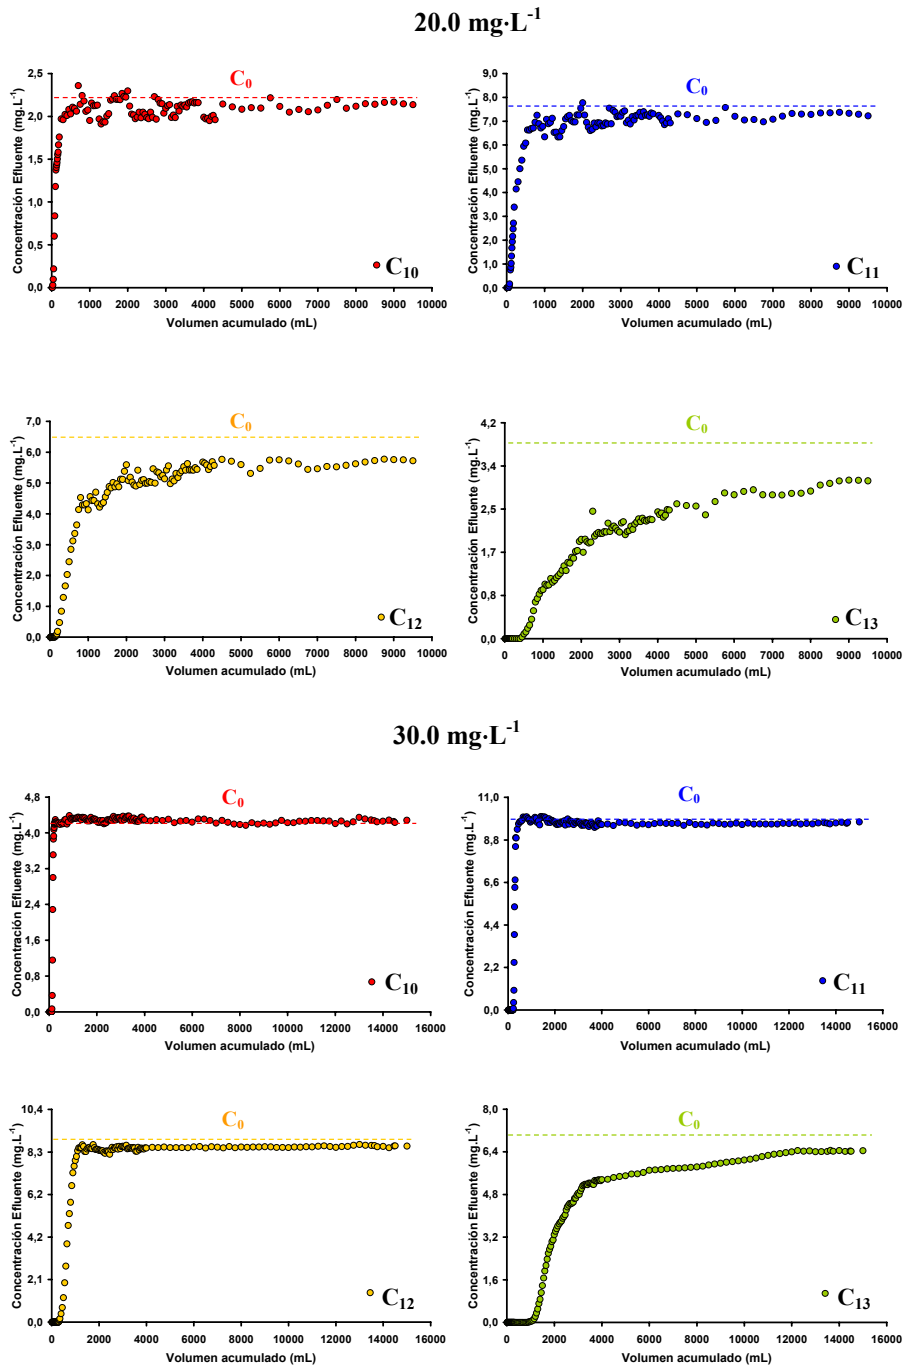 20.0 mg·L-1
C0
C0
Concentración Efluente (mg.L-1)
2,5
2,0
1,5
1,0
0,5
0,0
0 1000 2000 3000 4000 5000 6000 7000 8000 9000 10000
Volumen acumulado (mL)
C10
Concentración Efluente (mg.L-1)
9,0
8,0
7,0
6,0
5,0
4,0
3,0
2,0
1,0
0,0
0 1000 2000 3000 4000 5000 6000 7000 8000 9000 10000
Volumen acumulado (mL)
C11
C0
C0
Concentración Efluente (mg.L-1)
7,0
6,0
5,0
4,0
3,0
2,0
1,0
0,0
0 1000 2000 3000 4000 5000 6000 7000 8000 9000 10000
Volumen acumulado (mL)
C12
Concentración Efluente (mg.L-1)
4,2
3,4
2,5
1,7
0,8
0,0
0 1000 2000 3000 4000 5000 6000 7000 8000 9000 10000
Volumen acumulado (mL)
C13
30.0 mg·L-1
C0
C0
Concentración Efluente (mg.L-1)
4,8
4,0
3,2
2,4
1,6
0,8
0,0
0 2000 4000 6000 8000 10000 12000 14000 16000
Volumen acumulado (mL)
C10
Concentración Efluente (mg.L-1)
11,0
8,8
6,6
4,4
2,2
0,0
0 2000 4000 6000 8000 10000 12000 14000 16000
Volumen acumulado (mL)
C11
C0
C0
Concentración Efluente (mg.L-1)
10,4
8,3
6,2
4,2
2,1
0,0
0 2000 4000 6000 8000 10000 12000 14000 16000
Volumen acumulado (mL)
C12
Concentración Efluente (mg.L-1)
8,0
6,4
4,8
3,2
1,6
0,0
0 2000 4000 6000 8000 10000 12000 14000 16000
Volumen acumulado (mL)
C13